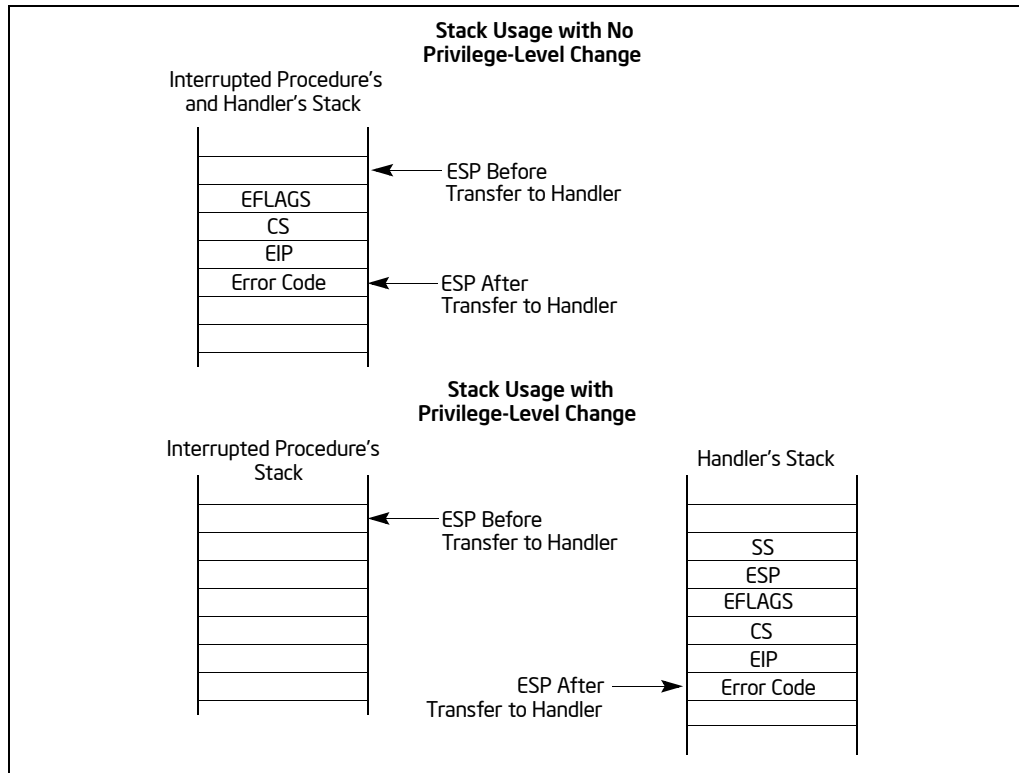 Stack Usage with No
Privilege-Level Change
Interrupted Procedure's
and Handler's Stack
ESP Before
Transfer to Handler
EFLAGS
CS
EIP
Error Code
ESP After
Transfer to Handler
Stack Usage with
Privilege-Level Change
Interrupted Procedure's
Stack
Handler's Stack
ESP Before
Transfer to Handler
SS
ESP
EFLAGS
CS
EIP
ESP After
Transfer to Handler
Error Code